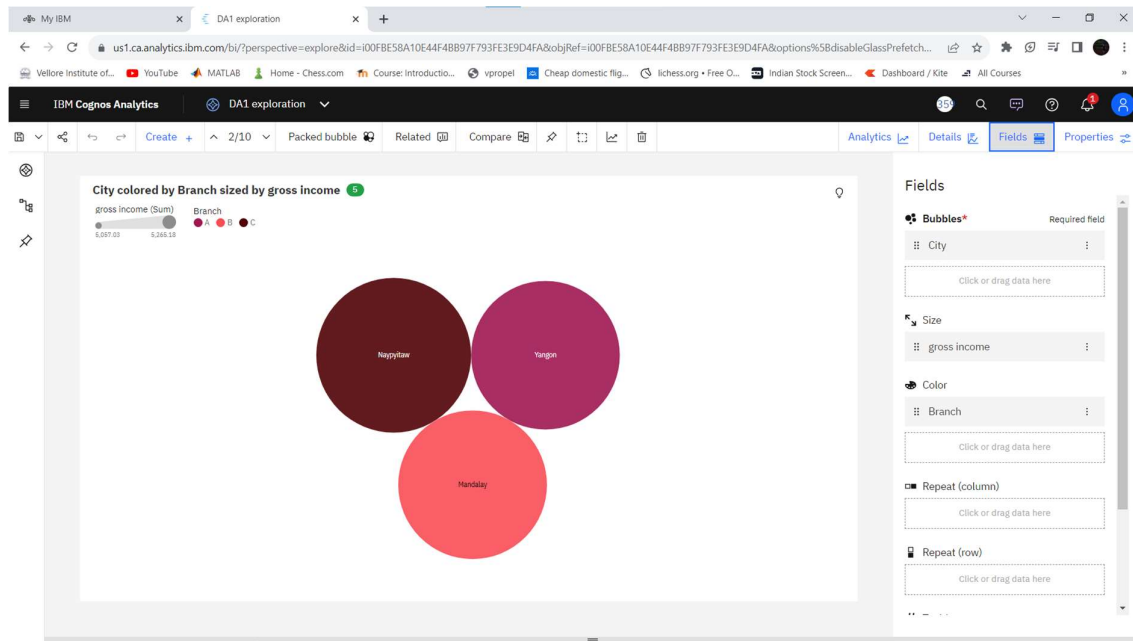 My IBM
DA1 exploration
us1.ca.analytics.ibm.com/bi/?perspective=explore&id=i00FBE58A10E44F4BB97F793FE3E9D4FA&objRef=i00FBE58A10E44F4BB97F793FE3E9D4FA&options%5BdisableGlassPrefetch...
Vellore Institute of... YouTube MATLAB Home - Chess.com Course: Introductio... vpropel Cheap domestic flig... lichess.org • Free O... Indian Stock Screen... Dashboard / Kite All Courses »
IBM Cognos Analytics DA1 exploration 1
Create + 2/10 Packed bubble Related Compare Analytics Details Fields Properties
City colored by Branch sized by gross income 5
gross income (Sum) Branch
A B C
5,057.03 5,265.18
Naypyitaw
Yangon
Mandalay
Fields
Bubbles* Required field
City
Click or drag data here
Size
gross income
Color
Branch
Click or drag data here
Repeat (column)
Click or drag data here
Repeat (row)
Click or drag data here